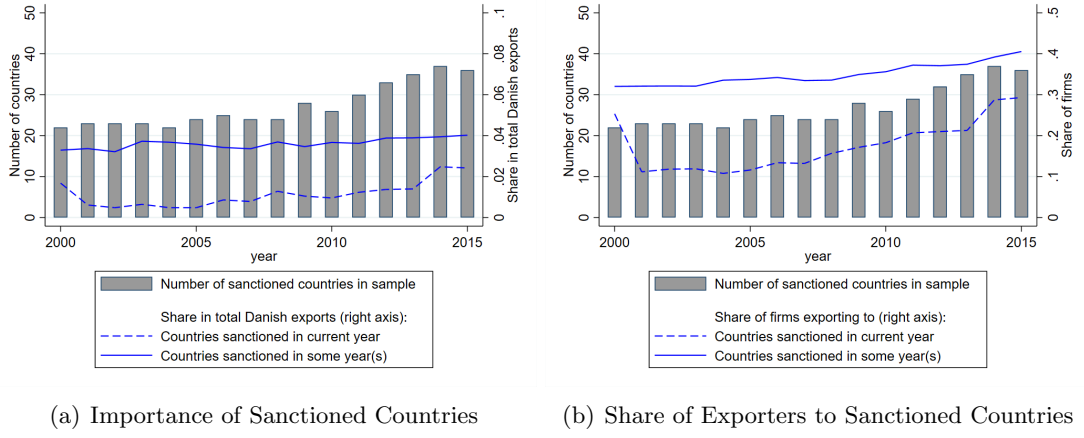 50
40
30
20
10
0
Number of countries
.1
.08
.06
.04
.02
0
Share in total Danish exports
2000 2005 2010 2015
year
Number of sanctioned countries in sample
Share in total Danish exports (right axis):
Countries sanctioned in current year
Countries sanctioned in some year(s)
(a) Importance of Sanctioned Countries
50
40
30
20
10
0
Number of countries
.5
.4
.3
.2
.1
0
Share of firms
2000 2005 2010 2015
year
Number of sanctioned countries in sample
Share of firms exporting to (right axis):
Countries sanctioned in current year
Countries sanctioned in some year(s)
(b) Share of Exporters to Sanctioned Countries